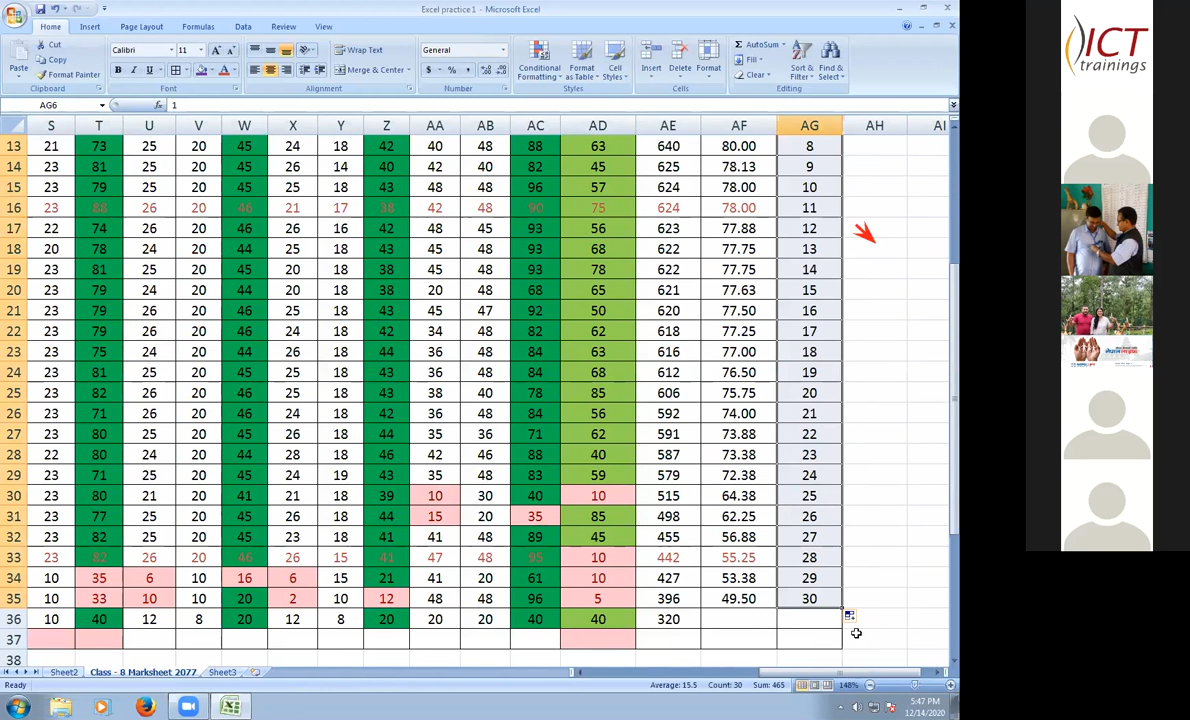 Excel practice 1 - Microsoft Excel
Home Insert Page Layout Formulas Data Review View
Paste
Cut
Copy
Format Painter
Clipboard
Calibri 11
B I U
Font
Wrap Text
Merge & Center
Alignment
General
$ % ,
Number
Conditional Formatting
Format as Table
Cell Styles
Styles
Insert Delete Format
Cells
AutoSum
Fill
Clear
Sort & Filter
Find & Select
Editing
AG6 fx 1
S T U V W X Y Z AA AB AC AD AE AF AG AH AI
13 21 73 25 20 45 24 18 42 40 48 88 63 640 80.00 8
14 23 79 25 20 45 26 14 40 42 40 82 45 625 78.13 9
15 23 79 25 20 45 25 18 43 48 48 96 57 624 78.00 10
16 23 88 26 20 46 21 17 38 42 48 90 75 624 78.00 11
17 22 74 26 20 46 26 16 42 48 45 93 56 623 77.88 12
18 20 78 24 20 44 25 18 43 45 48 93 68 622 77.75 13
19 23 81 25 20 45 20 18 38 45 48 93 78 622 77.75 14
20 23 79 24 20 44 20 18 38 20 48 68 65 621 77.63 15
21 23 79 26 20 46 25 18 43 45 47 92 50 620 77.50 16
22 23 79 26 20 46 24 18 42 34 48 82 62 618 77.25 17
23 23 75 24 20 44 26 18 44 36 48 84 63 616 77.00 18
24 23 81 25 20 45 25 18 43 36 48 84 68 612 76.50 19
25 23 82 26 20 46 25 18 43 38 40 78 85 606 75.75 20
26 23 71 26 20 46 24 18 42 36 48 84 56 592 74.00 21
27 23 80 25 20 45 26 18 44 35 36 71 62 591 73.88 22
28 22 80 24 20 44 28 18 46 42 46 88 40 587 73.38 23
29 23 71 25 20 45 24 19 43 35 48 83 59 579 72.38 24
30 23 80 21 20 41 21 18 39 10 30 40 10 515 64.38 25
31 23 77 25 20 45 26 18 44 15 20 35 85 498 62.25 26
32 23 82 25 20 45 23 18 41 41 48 89 45 455 56.88 27
33 23 82 26 20 46 26 15 41 47 48 95 10 442 55.25 28
34 10 35 6 10 16 6 15 21 41 20 61 10 427 53.38 29
35 10 33 10 10 20 2 10 12 48 48 96 5 396 49.50 30
36 10 40 12 8 20 12 8 20 20 20 40 40 320
37
38
Sheet2 Class - 8 Marksheet 2077 Sheet3
Ready Average: 15.5 Count: 30 Sum: 465 148%
5:47 PM
12/14/2020
ICT
trainings